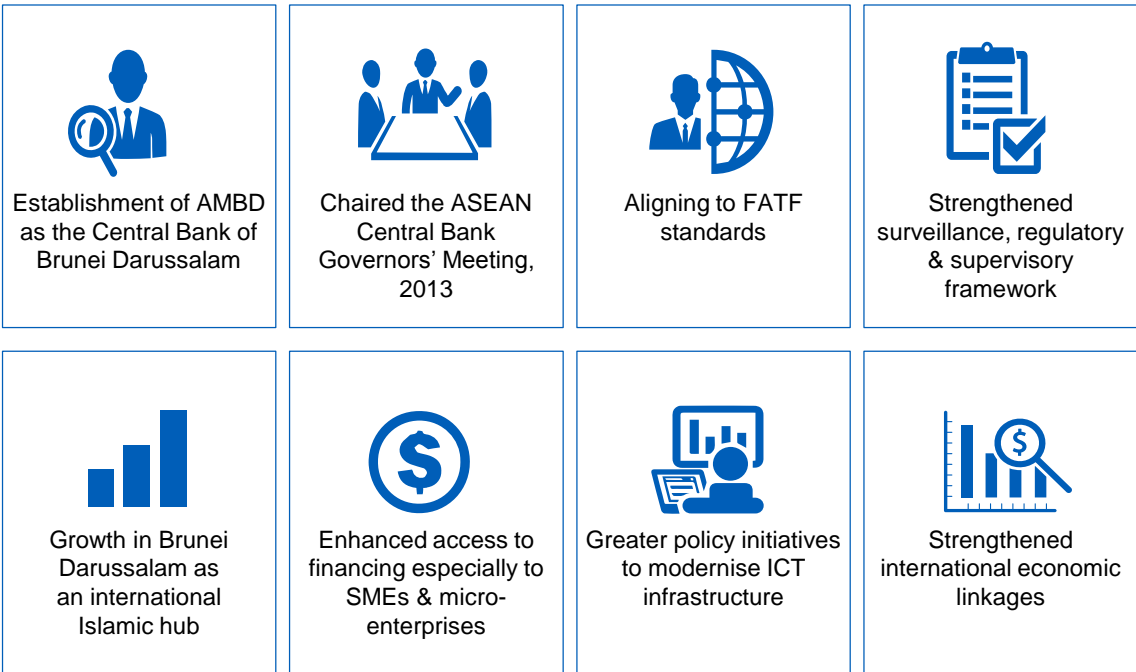 Establishment of AMBD
as the Central Bank of
Brunei Darussalam
Chaired the ASEAN
Central Bank
Governors’ Meeting,
2013
Aligning to FATF
standards
Strengthened
surveillance, regulatory
& supervisory
framework
Growth in Brunei
Darussalam as
an international
Islamic hub
Enhanced access to
financing especially to
SMEs & micro-
enterprises
Greater policy initiatives
to modernise ICT
infrastructure
Strengthened
international economic
linkages